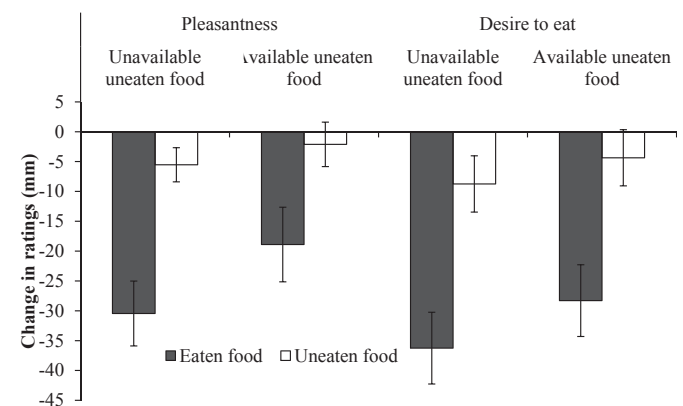 Pleasantness
Desire to eat
Unavailable
uneaten food
Available uneaten
food
Unavailable
uneaten food
Available uneaten
food
5
0
-5
-10
-15
-20
-25
-30
-35
-40
-45
Change in ratings (mm)
Eaten food
Uneaten food